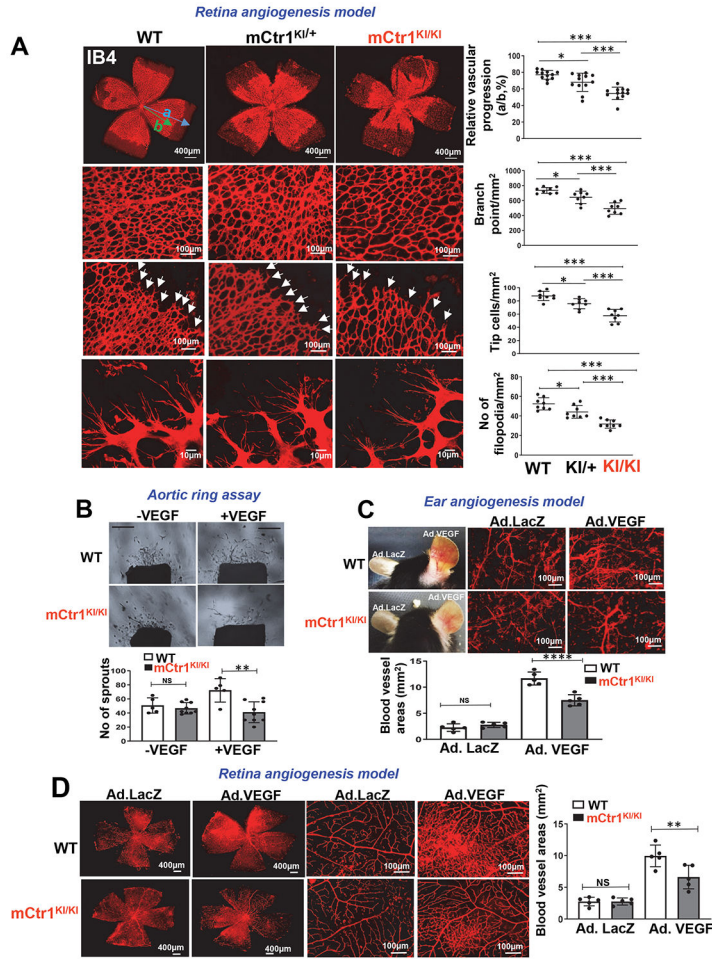 Retina angiogenesis model
A
WT
mCtr1KI/+
mCtr1KI/KI
IB4
a
b
400μm
400μm
400μm
100μm
100μm
100μm
100μm
100μm
100μm
10μm
10μm
10μm
Relative vascular
progression
(a/b,%)
100
80
60
40
20
0
***
*
***
Branch
point/mm²
1000
800
600
400
200
0
***
*
***
Tip cells/mm²
150
100
50
0
***
*
***
No of
filopodia/mm²
80
60
40
20
0
***
*
***
WT
KI/+
KI/KI
B
Aortic ring assay
-VEGF
+VEGF
WT
mCtr1KI/KI
No of sprouts
100
80
60
40
20
0
WT
mCtr1KI/KI
NS
**
-VEGF
+VEGF
C
Ear angiogenesis model
Ad.LacZ
Ad.VEGF
WT
Ad.LacZ
Ad.VEGF
100μm
100μm
mCtr1KI/KI
Ad.LacZ
Ad.VEGF
100μm
100μm
Blood vessel
areas (mm²)
15
10
5
0
NS
****
WT
mCtr1KI/KI
Ad. LacZ
Ad. VEGF
Retina angiogenesis model
D
Ad.LacZ
Ad.VEGF
Ad.LacZ
Ad.VEGF
WT
400μm
400μm
100μm
100μm
mCtr1KI/KI
400μm
400μm
100μm
100μm
Blood vessel areas (mm²)
15
10
5
0
WT
mCtr1KI/KI
NS
**
Ad. LacZ
Ad. VEGF